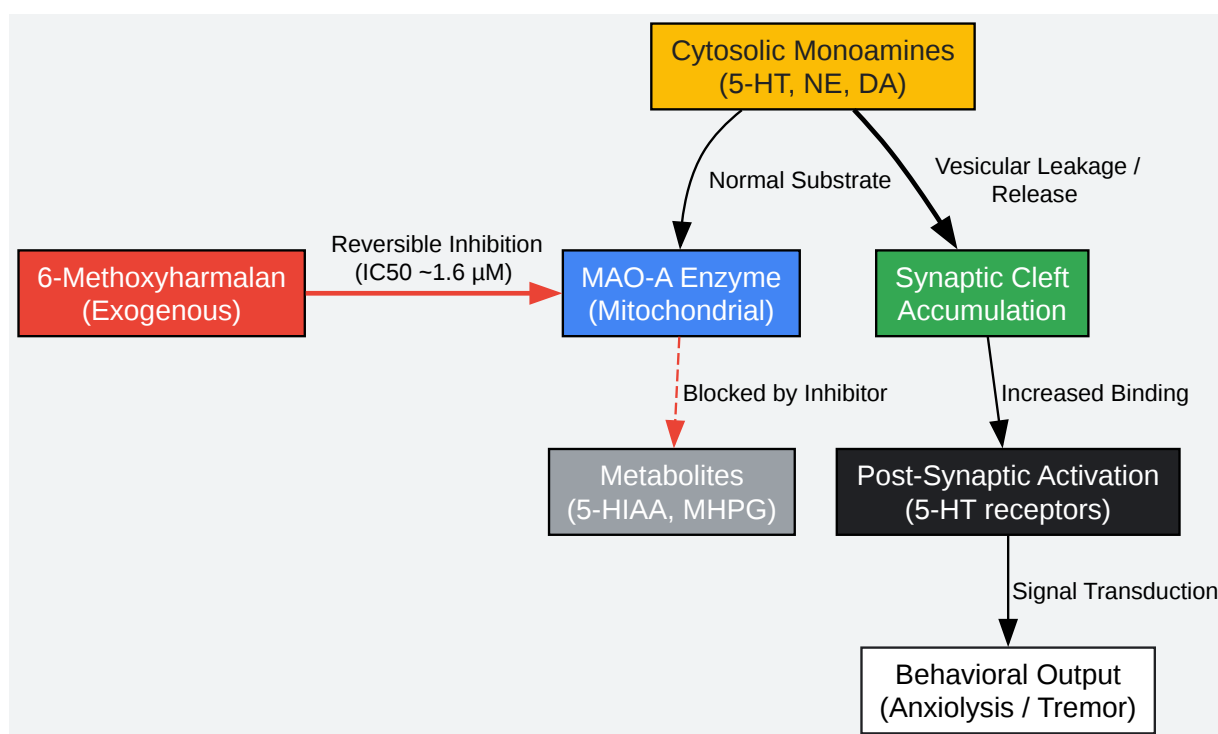 Cytosolic Monoamines
(5-HT, NE, DA)
Normal Substrate
Vesicular Leakage /
Release
Reversible Inhibition
(IC50 ~1.6 µM)
6-Methoxyharmalan
(Exogenous)
MAO-A Enzyme
(Mitochondrial)
Synaptic Cleft
Accumulation
Blocked by Inhibitor
Increased Binding
Metabolites
(5-HIAA, MHPG)
Post-Synaptic Activation
(5-HT receptors)
Signal Transduction
Behavioral Output
(Anxiolysis / Tremor)